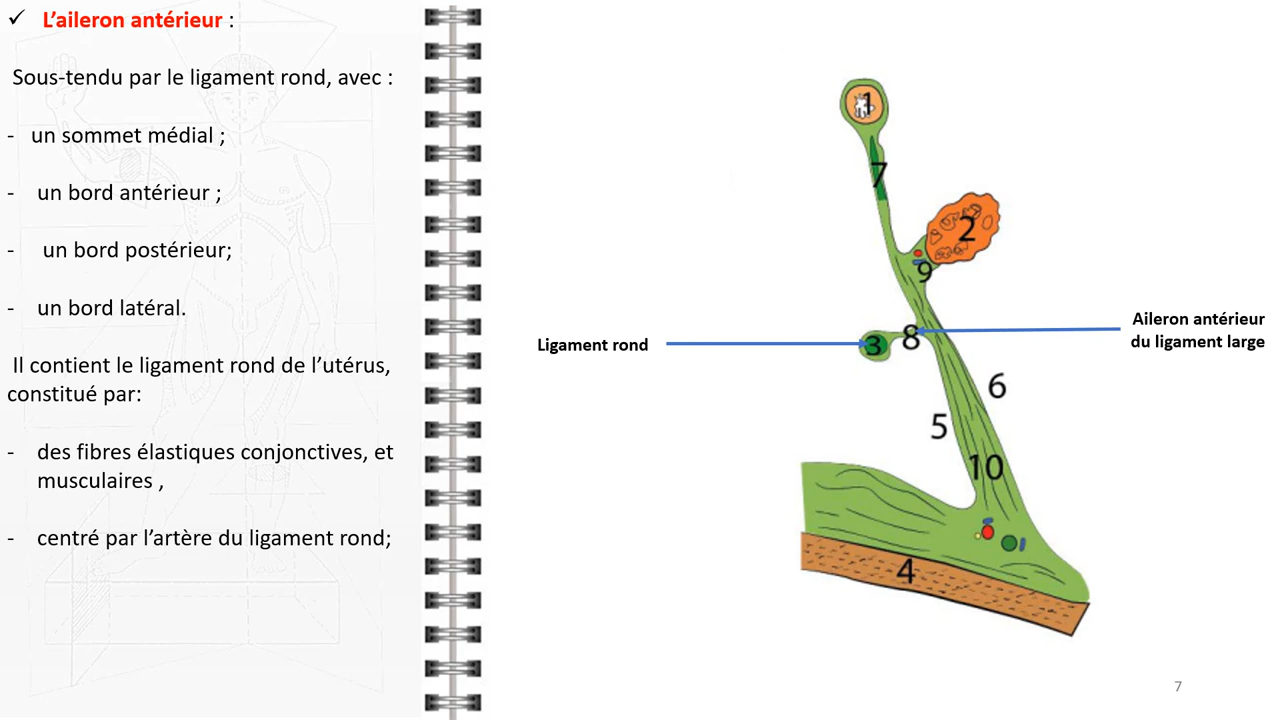 ✓ L’aileron antérieur :
Sous-tendu par le ligament rond, avec :
- un sommet médial ;
- un bord antérieur ;
- un bord postérieur;
- un bord latéral.
Il contient le ligament rond de l’utérus,
constitué par:
- des fibres élastiques conjonctives, et
musculaires ,
- centré par l’artère du ligament rond;
1
7
2
9
Ligament rond
3
8
Aileron antérieur
du ligament large
6
5
10
4
7